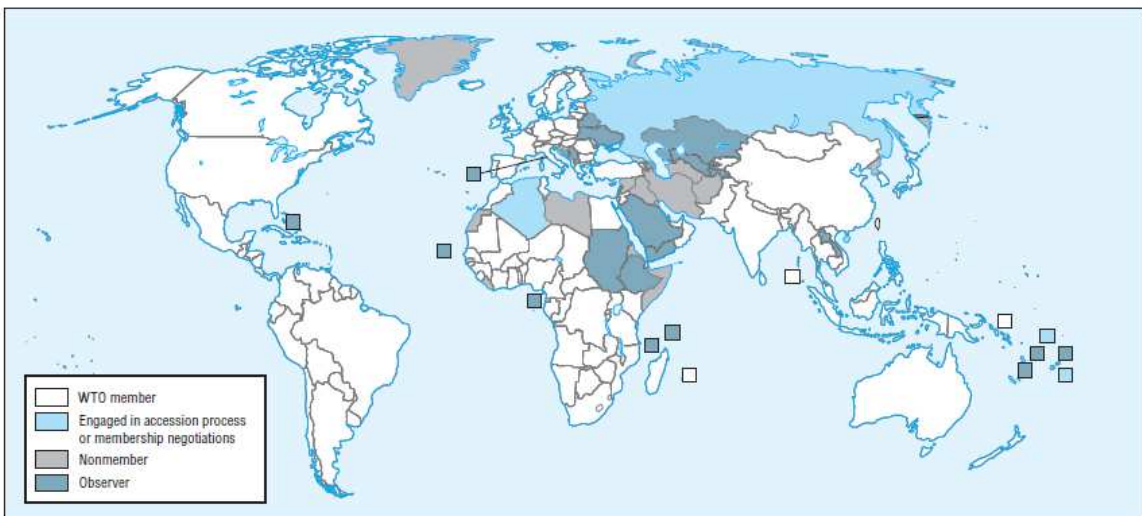 WTO member
Engaged in accession process
or membership negotiations
Nonmember
Observer